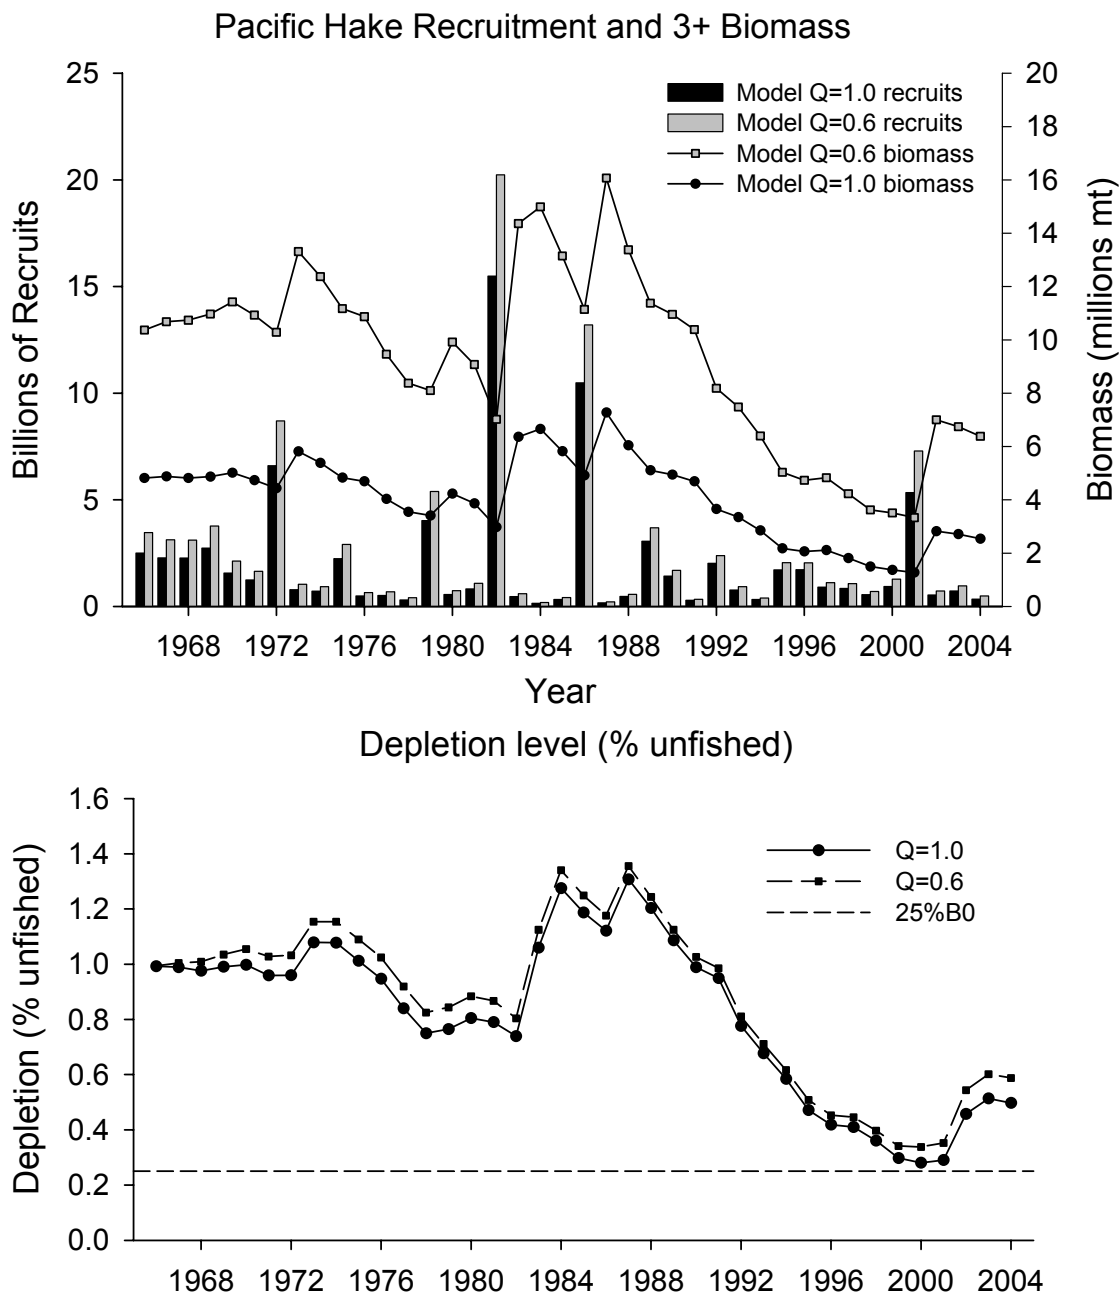 Pacific Hake Recruitment and 3+ Biomass
25
20
15
10
5
0
Billions of Recruits
Model Q=1.0 recruits
Model Q=0.6 recruits
Model Q=0.6 biomass
Model Q=1.0 biomass
20
18
16
14
12
10
8
6
4
2
0
Biomass (millions mt)
1968 1972 1976 1980 1984 1988 1992 1996 2000 2004
Year
Depletion level (% unfished)
1.6
1.4
1.2
1.0
0.8
0.6
0.4
0.2
0.0
Depletion (% unfished)
Q=1.0
Q=0.6
25%B0
1968 1972 1976 1980 1984 1988 1992 1996 2000 2004